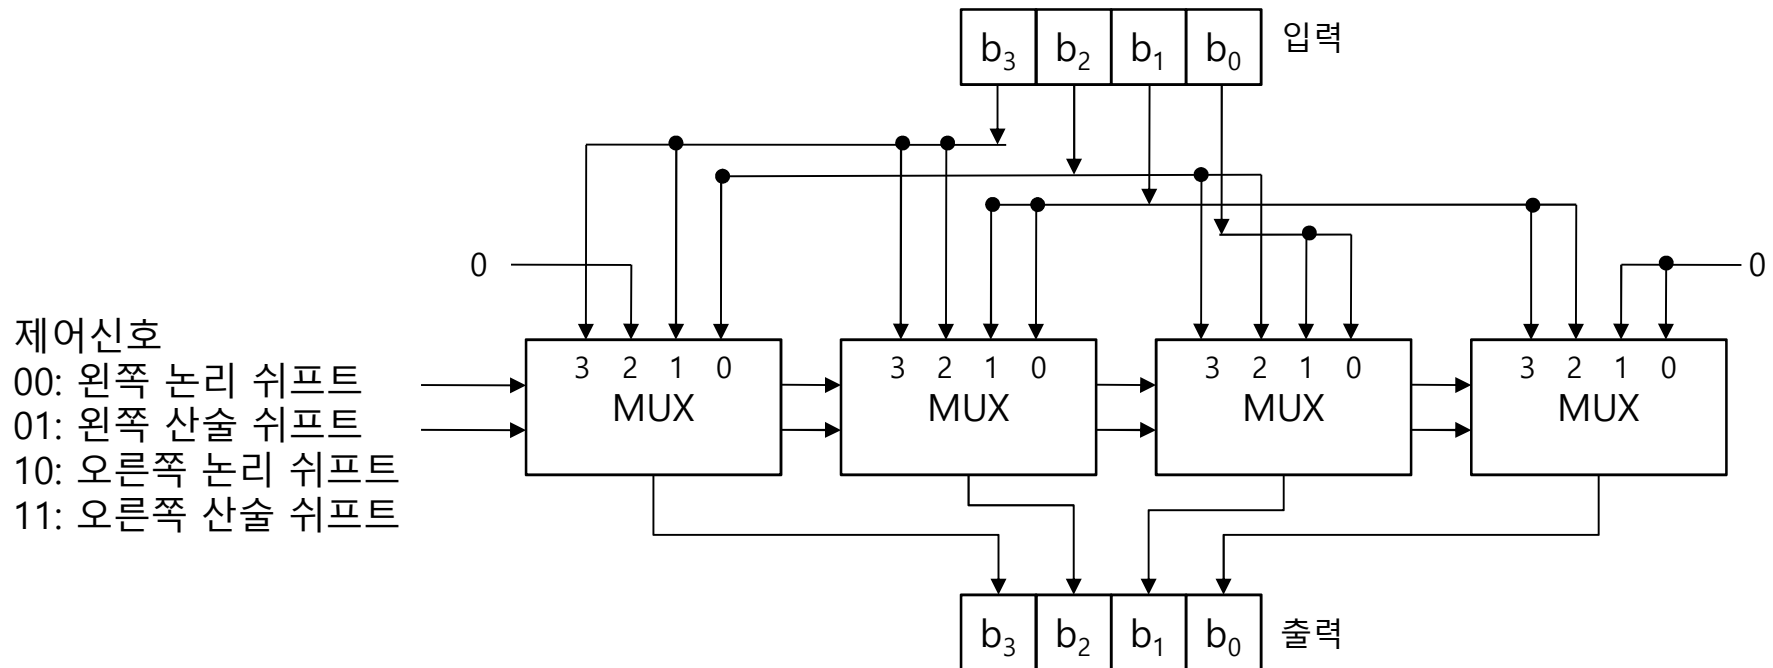 b3 b2 b1 b0 입력
0
0
제어신호
00: 왼쪽 논리 쉬프트
01: 왼쪽 산술 쉬프트
10: 오른쪽 논리 쉬프트
11: 오른쪽 산술 쉬프트
3 2 1 0
MUX
3 2 1 0
MUX
3 2 1 0
MUX
3 2 1 0
MUX
b3 b2 b1 b0 출력